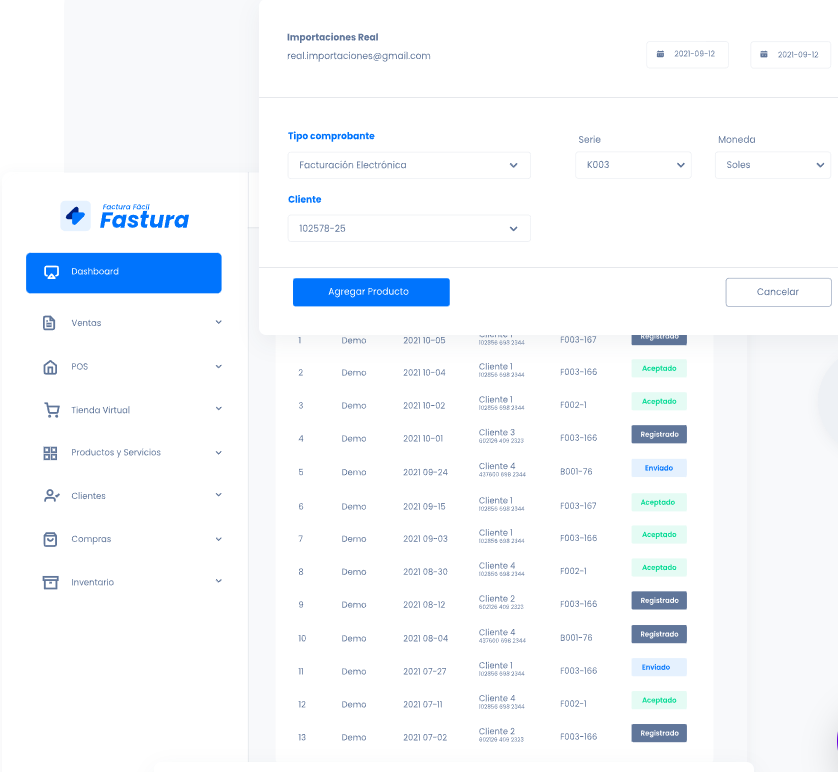 Importaciones Real
real.importaciones@gmail.com
2021-09-12
2021-09-12
Tipo comprobante
Serie
Moneda
Facturación Electrónica
K003
Soles
Cliente
102578-25
Agregar Producto
Cancelar
Factura Fácil
Fastura
Dashboard
Ventas
POS
Tienda Virtual
Productos y Servicios
Clientes
Compras
Inventario
1 Demo 2021 10-05 Cliente 1 102856 698 2344 F003-167 Registrado
2 Demo 2021 10-04 Cliente 1 102856 698 2344 F003-166 Aceptado
3 Demo 2021 10-02 Cliente 1 102856 698 2344 F002-1 Aceptado
4 Demo 2021 10-01 Cliente 3 602126 409 2323 F003-166 Registrado
5 Demo 2021 09-24 Cliente 4 437600 698 2344 B001-76 Enviado
6 Demo 2021 09-15 Cliente 1 102856 698 2344 F003-167 Aceptado
7 Demo 2021 09-03 Cliente 1 102856 698 2344 F003-166 Aceptado
8 Demo 2021 08-30 Cliente 4 102856 698 2344 F002-1 Aceptado
9 Demo 2021 08-12 Cliente 2 602126 409 2323 F003-166 Registrado
10 Demo 2021 08-04 Cliente 4 437600 698 2344 B001-76 Registrado
11 Demo 2021 07-27 Cliente 1 102856 698 2344 F003-166 Enviado
12 Demo 2021 07-11 Cliente 4 102856 698 2344 F002-1 Aceptado
13 Demo 2021 07-02 Cliente 2 602126 409 2323 F003-166 Registrado